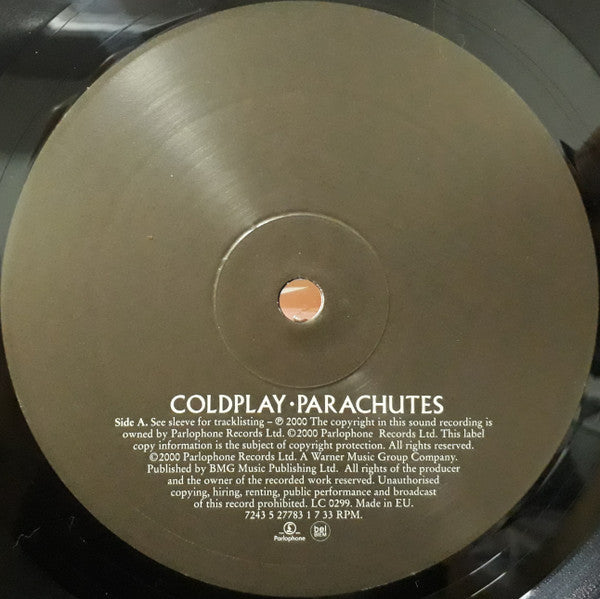 COLDPLAY·PARACHUTES
Side A. See sleeve for tracklisting – ℗ 2000 The copyright in this sound recording is
owned by Parlophone Records Ltd. ©2000 Parlophone Records Ltd. This label
copy information is the subject of copyright protection. All rights reserved.
©2000 Parlophone Records Ltd. A Warner Music Group Company.
Published by BMG Music Publishing Ltd. All rights of the producer
and the owner of the recorded work reserved. Unauthorised
copying, hiring, renting, public performance and broadcast
of this record prohibited. LC 0299. Made in EU.
7243 5 27783 1 7 33 RPM.
Parlophone
bel